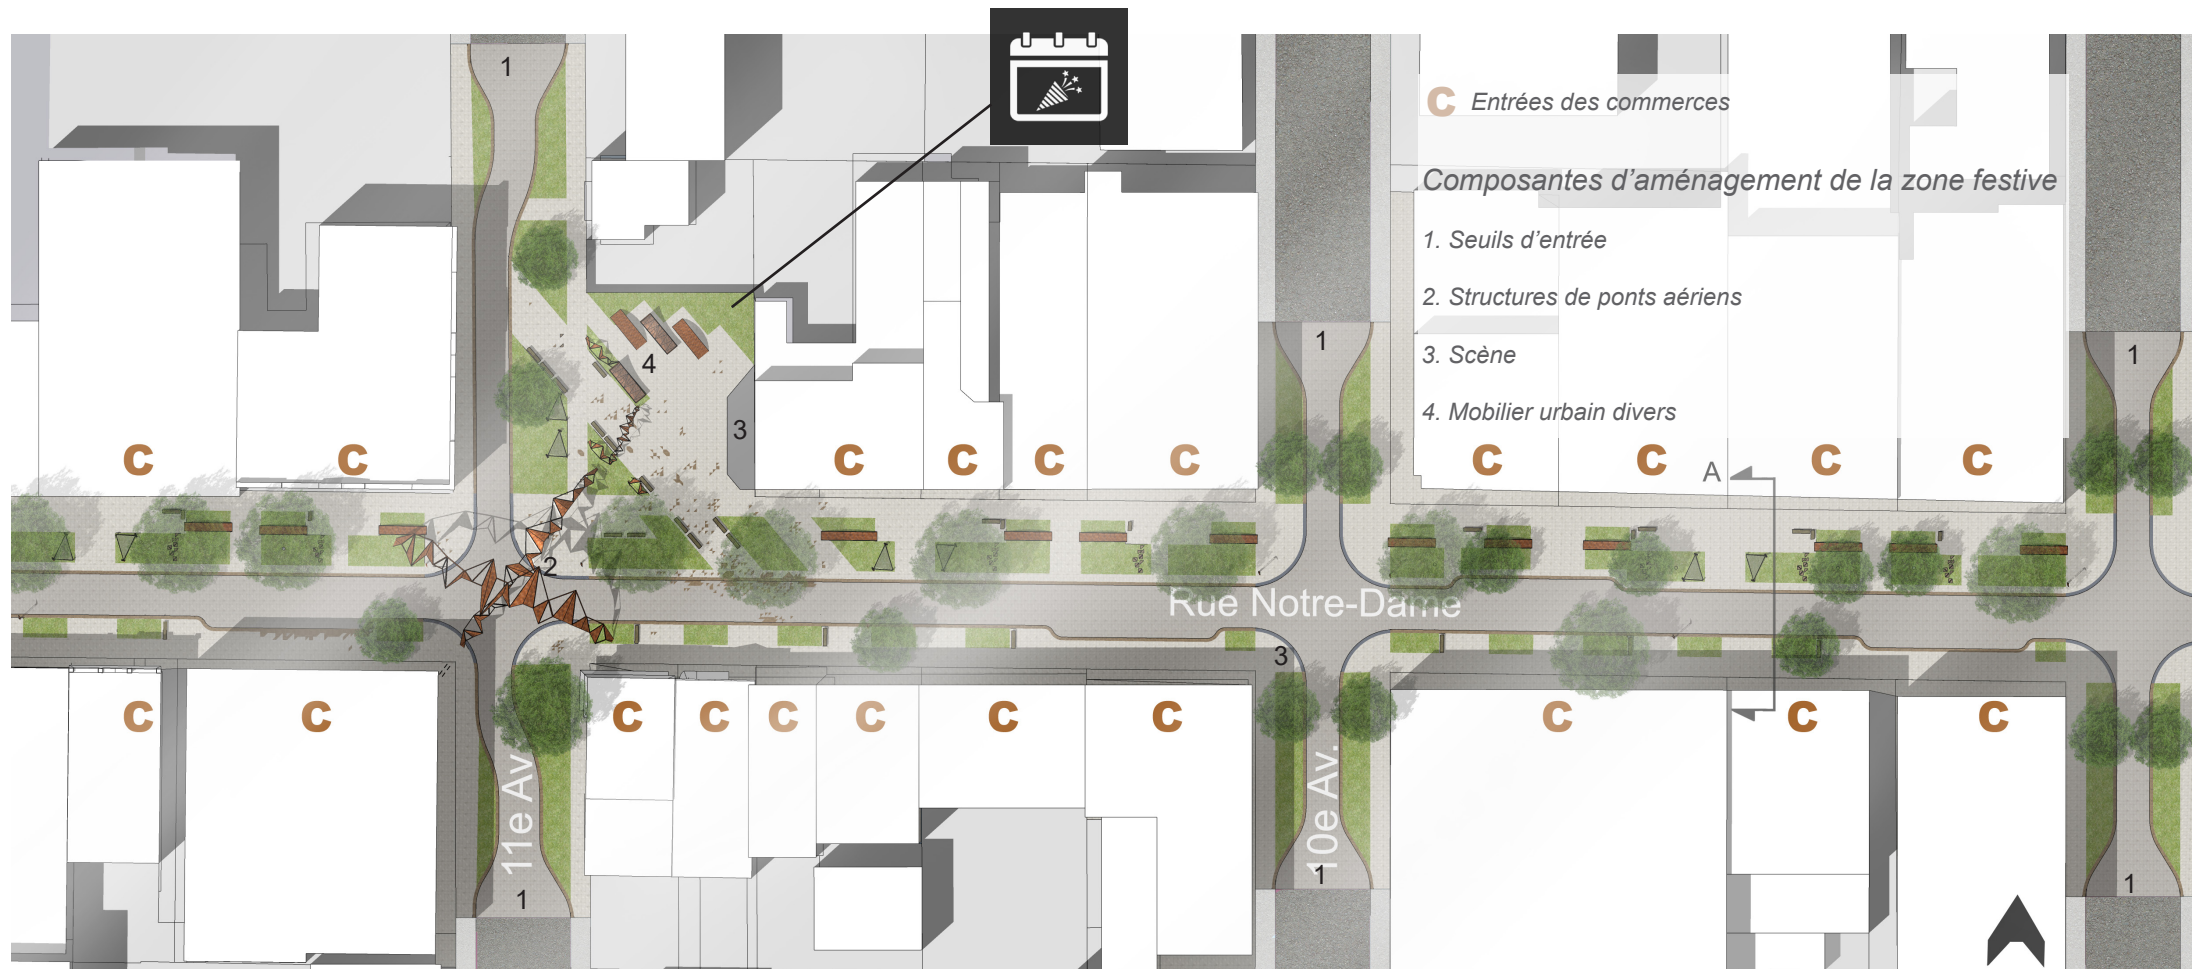 1
C Entrées des commerces
Composantes d’aménagement de la zone festive
1. Seuils d’entrée
2. Structures de ponts aériens
3. Scène
4. Mobilier urbain divers
1
1
4
3
C
C
C
C
C
C
C
C
A
C
C
2
Rue Notre-Dame
3
C
C
C
C
C
C
C
C
C
C
C
11e Av
10e Av.
1
1
1